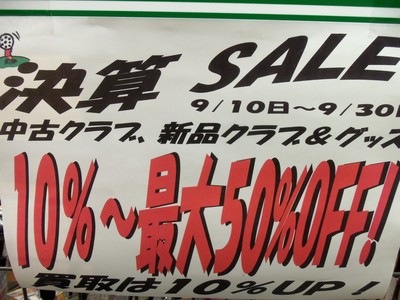 決算 SALE
9/10日～9/30日
中古クラブ、新品クラブ＆グッズ
10%～最大50%OFF!
買取は10%UP!